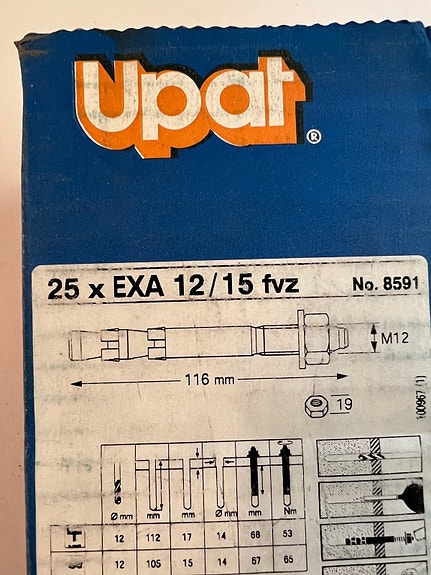 Upat®
25 x EXA 12/15 fvz No. 8591
M12
116 mm
19
100967/1)
Ø mm mm mm Ø mm mm Nm
12 112 17 14 68 53
12 105 15 14 67 65